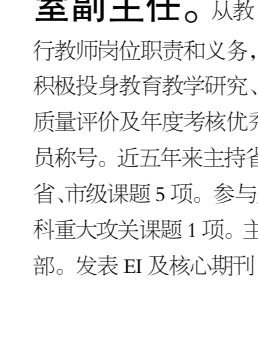 室副主任。从教
行教师岗位职责和义务，
积极投身教育教学研究、
质量评价及年度考核优秀
员称号。近五年来主持省
省、市级课题5项。参与
科重大攻关课题1项。主
部。发表 EI 及核心期刊